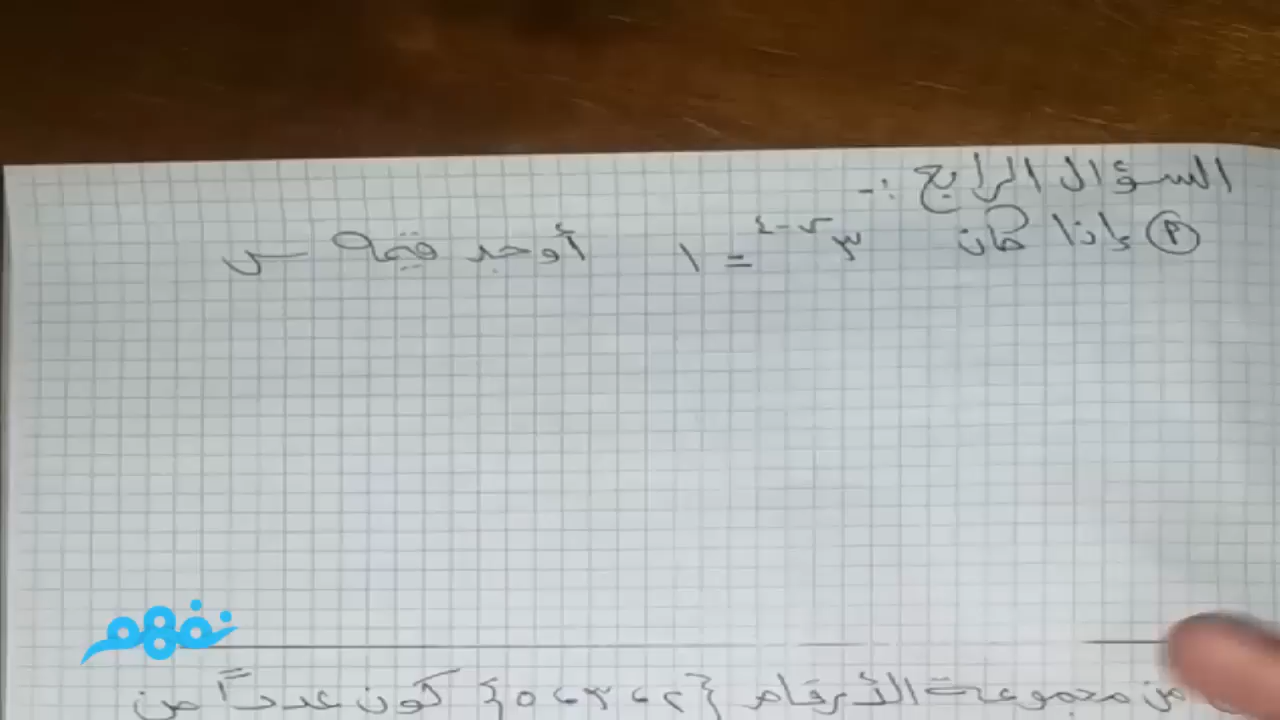 السؤال الرابع :-
(أ) إذا كان ٣^(س-٤) = ١ أوجد قيمة س
من مجموعة الأرقام {٢، ٣، ٥} كون عدداً من
نفهم